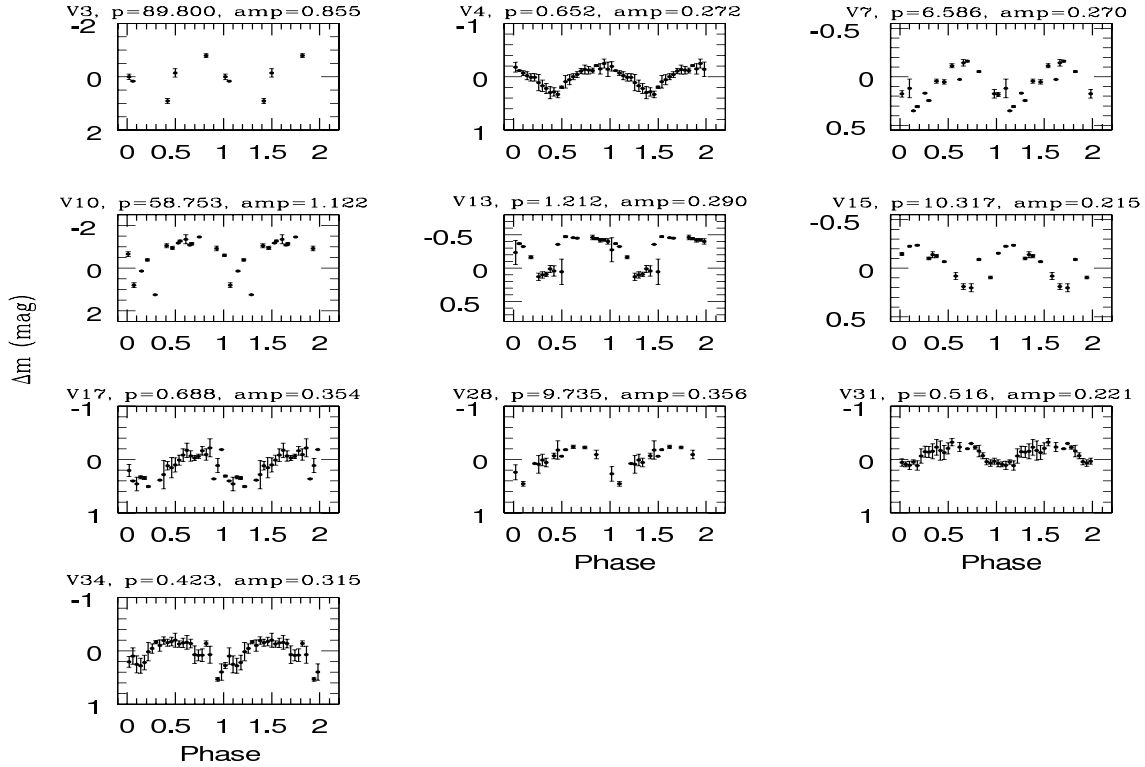 V3, p=89.800, amp=0.855
V4, p=0.652, amp=0.272
V7, p=6.586, amp=0.270
-2
0
2
0 0.5 1 1.5 2
-1
0
1
0 0.5 1 1.5 2
-0.5
0
0.5
0 0.5 1 1.5 2
V10, p=58.753, amp=1.122
V13, p=1.212, amp=0.290
V15, p=10.317, amp=0.215
-2
0
2
0 0.5 1 1.5 2
-0.5
0
0.5
0 0.5 1 1.5 2
-0.5
0
0.5
0 0.5 1 1.5 2
Δm (mag)
V17, p=0.688, amp=0.354
V28, p=9.735, amp=0.356
V31, p=0.516, amp=0.221
-1
0
1
0 0.5 1 1.5 2
-1
0
1
0 0.5 1 1.5 2
Phase
-1
0
1
0 0.5 1 1.5 2
Phase
V34, p=0.423, amp=0.315
-1
0
1
0 0.5 1 1.5 2
Phase